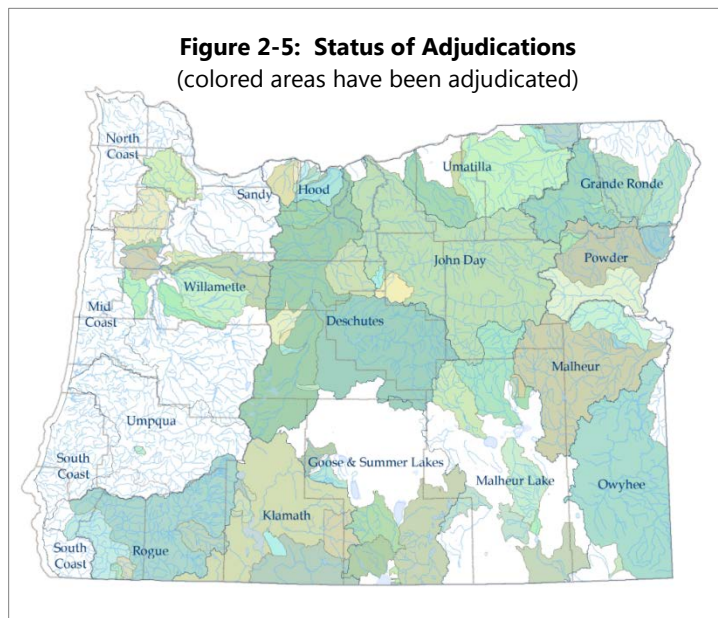 Figure 2-5: Status of Adjudications
(colored areas have been adjudicated)
North
Coast
Sandy
Hood
Umatilla
Grande Ronde
John Day
Powder
Willamette
Mid
Coast
Deschutes
Malheur
Umpqua
South
Coast
Goose & Summer Lakes
Malheur Lake
Owyhee
Klamath
South
Coast
Rogue